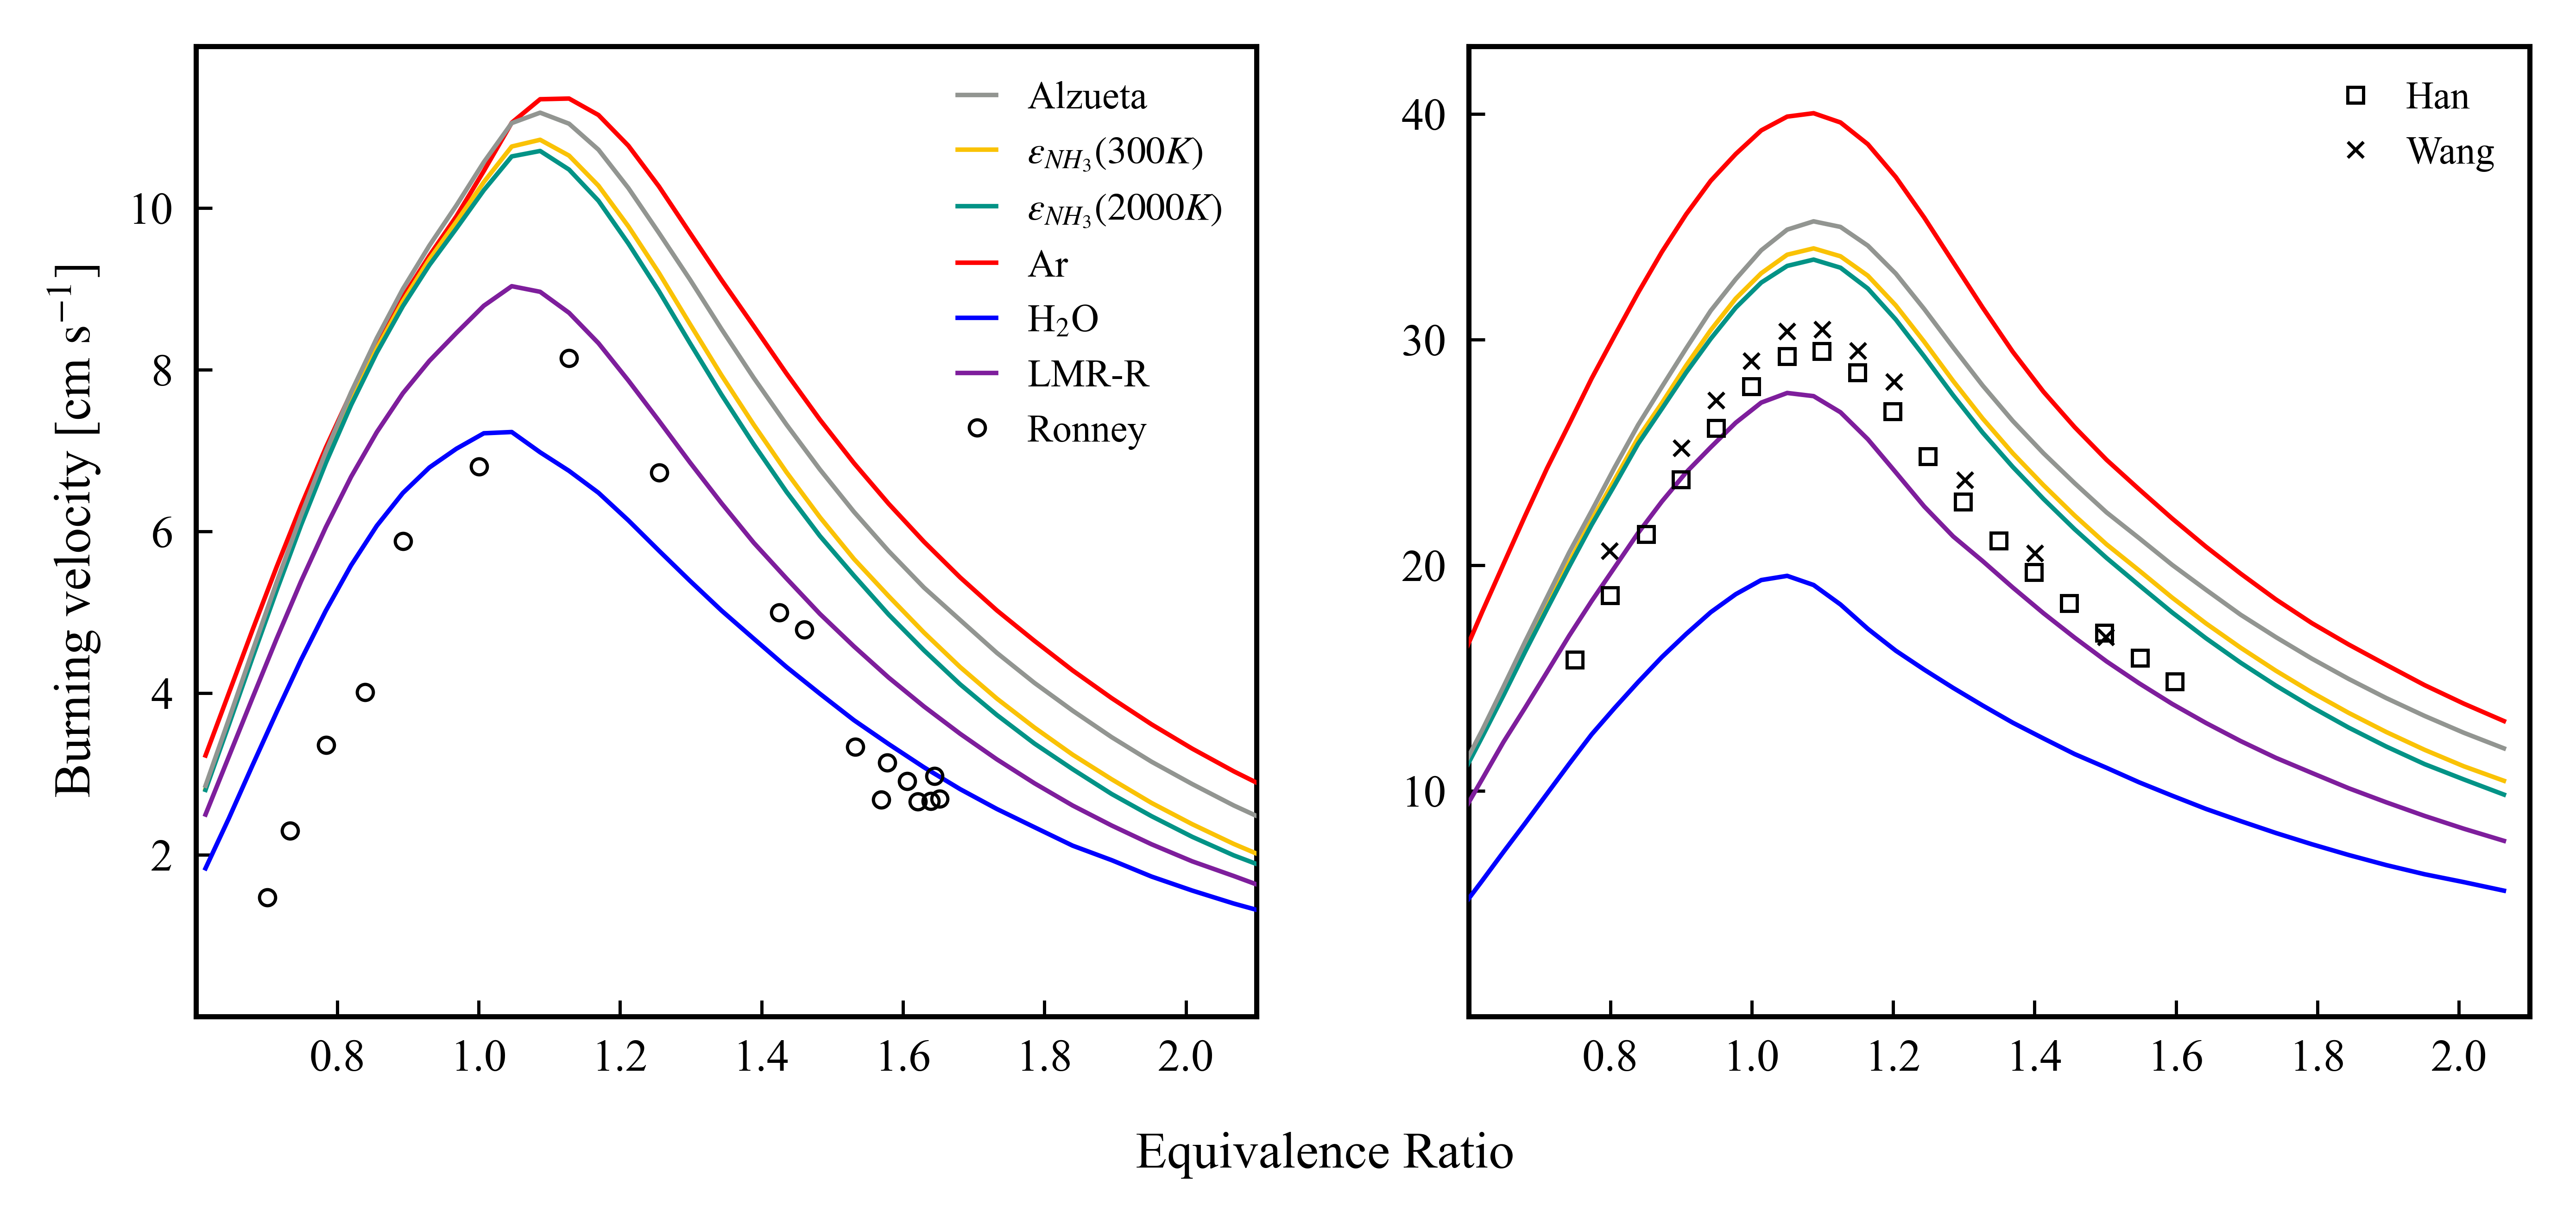 Burning velocity [cm s⁻¹]
10
8
6
4
2
0.8 1.0 1.2 1.4 1.6 1.8 2.0
Alzueta
εNH₃(300K)
εNH₃(2000K)
Ar
H₂O
LMR-R
Ronney
40
30
20
10
0.8 1.0 1.2 1.4 1.6 1.8 2.0
Han
Wang
Equivalence Ratio